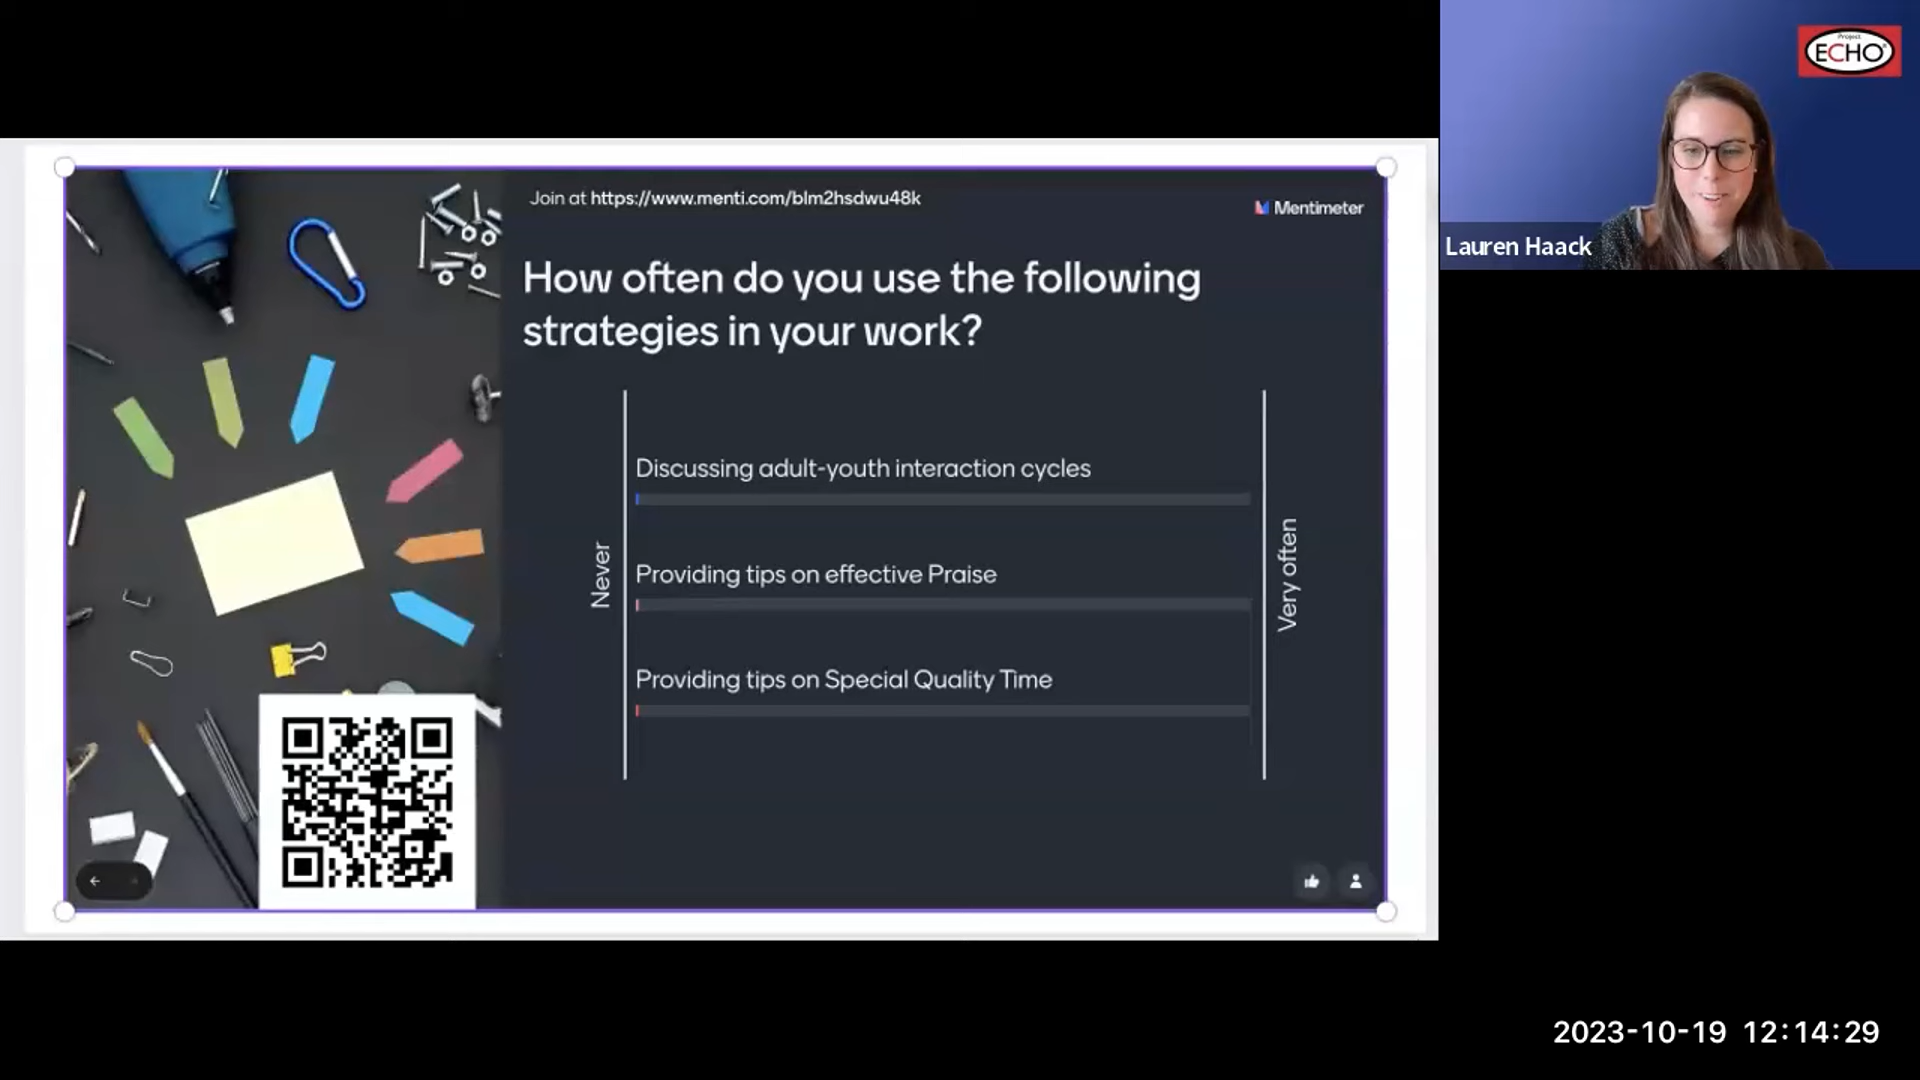 Project
ECHO
Lauren Haack
Join at https://www.menti.com/blm2hsdwu48k
Mentimeter
How often do you use the following
strategies in your work?
Discussing adult-youth interaction cycles
Never
Providing tips on effective Praise
Very often
Providing tips on Special Quality Time
2023-10-19 12:14:29